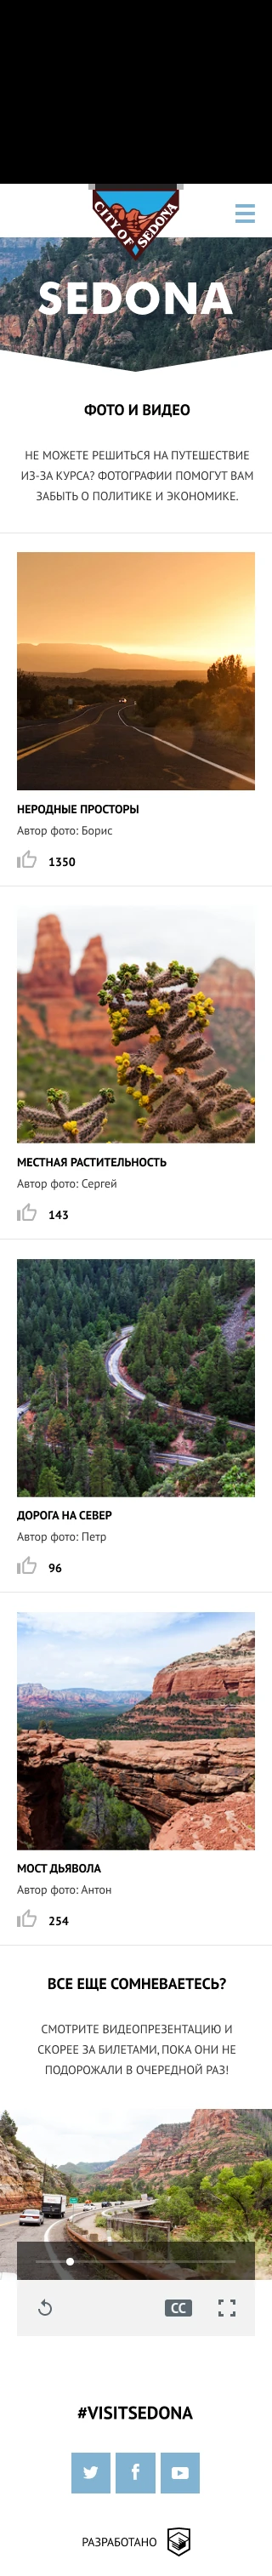 CITY OF SEDONA
SEDONA
ФОТО И ВИДЕО
НЕ МОЖЕТЕ РЕШИТЬСЯ НА ПУТЕШЕСТВИЕ
ИЗ-ЗА КУРСА? ФОТОГРАФИИ ПОМОГУТ ВАМ
ЗАБЫТЬ О ПОЛИТИКЕ И ЭКОНОМИКЕ.
НЕРОДНЫЕ ПРОСТОРЫ
Автор фото: Борис
1350
МЕСТНАЯ РАСТИТЕЛЬНОСТЬ
Автор фото: Сергей
143
ДОРОГА НА СЕВЕР
Автор фото: Петр
96
МОСТ ДЬЯВОЛА
Автор фото: Антон
254
ВСЕ ЕЩЕ СОМНЕВАЕТЕСЬ?
СМОТРИТЕ ВИДЕОПРЕЗЕНТАЦИЮ И
СКОРЕЕ ЗА БИЛЕТАМИ, ПОКА ОНИ НЕ
ПОДОРОЖАЛИ В ОЧЕРЕДНОЙ РАЗ!
CC
#VISITSEDONA
РАЗРАБОТАНО